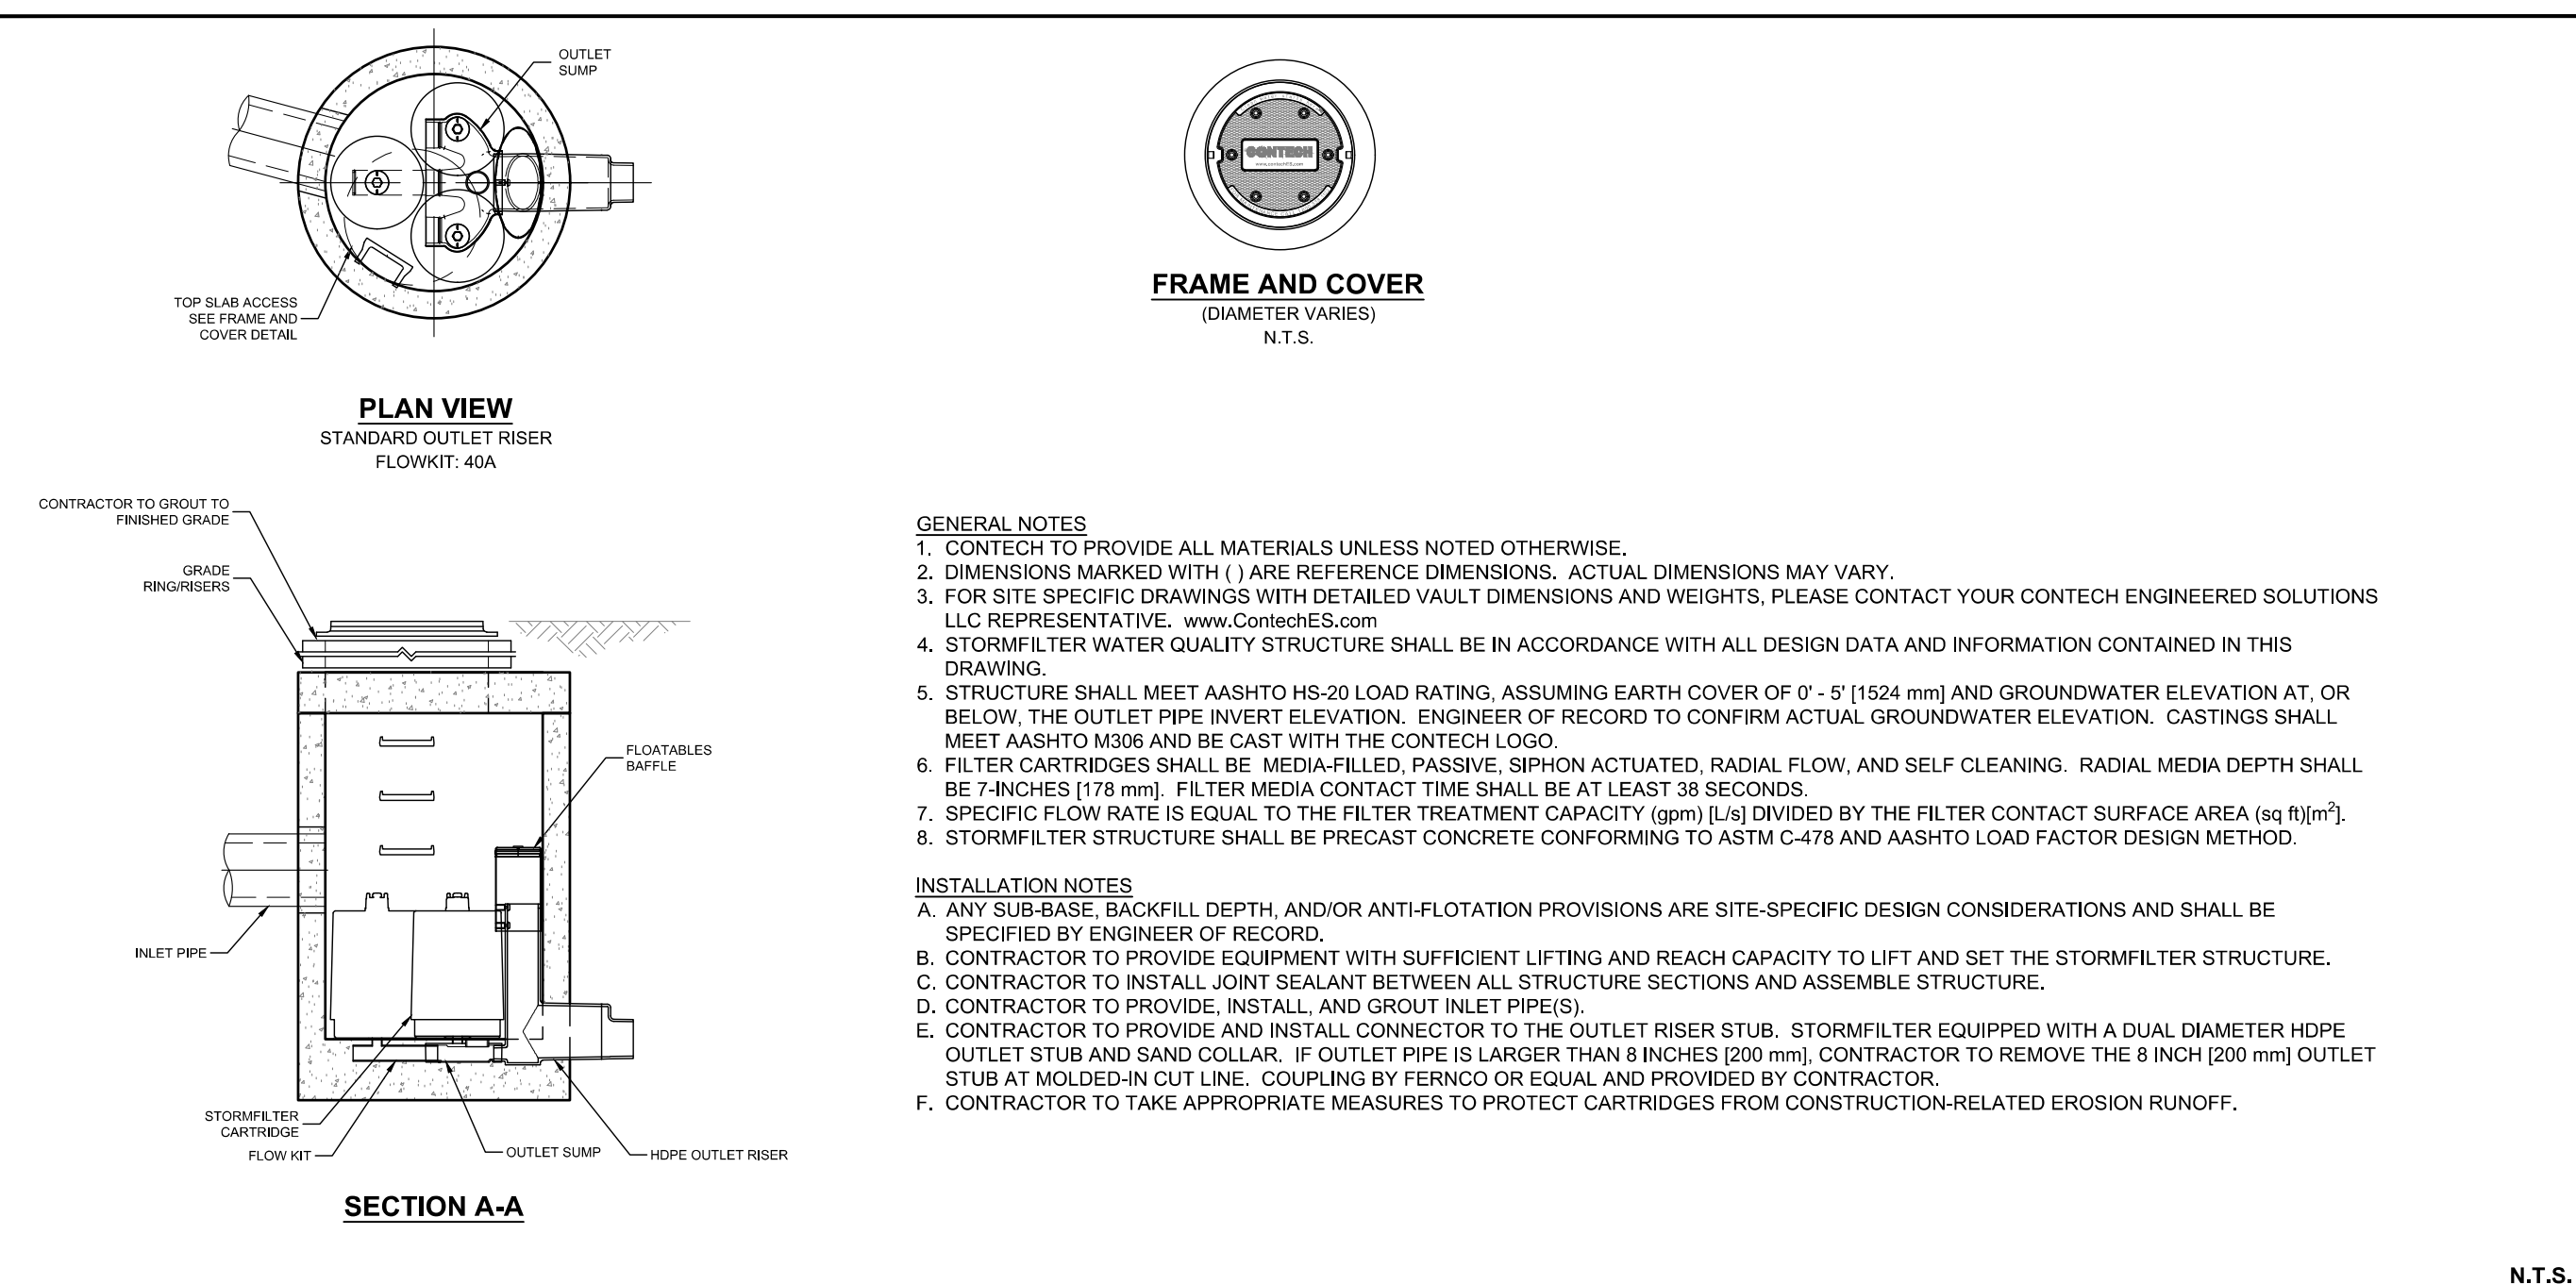 OUTLET
SUMP
TOP SLAB ACCESS
SEE FRAME AND
COVER DETAIL
PLAN VIEW
STANDARD OUTLET RISER
FLOWKIT: 40A
CONTECH
www.contechES.com
FRAME AND COVER
(DIAMETER VARIES)
N.T.S.
CONTRACTOR TO GROUT TO
FINISHED GRADE
GRADE
RING/RISERS
FLOATABLES
BAFFLE
INLET PIPE
STORMFILTER
CARTRIDGE
FLOW KIT
OUTLET SUMP
HDPE OUTLET RISER
SECTION A-A
GENERAL NOTES
1. CONTECH TO PROVIDE ALL MATERIALS UNLESS NOTED OTHERWISE.
2. DIMENSIONS MARKED WITH ( ) ARE REFERENCE DIMENSIONS. ACTUAL DIMENSIONS MAY VARY.
3. FOR SITE SPECIFIC DRAWINGS WITH DETAILED VAULT DIMENSIONS AND WEIGHTS, PLEASE CONTACT YOUR CONTECH ENGINEERED SOLUTIONS
LLC REPRESENTATIVE. www.ContechES.com
4. STORMFILTER WATER QUALITY STRUCTURE SHALL BE IN ACCORDANCE WITH ALL DESIGN DATA AND INFORMATION CONTAINED IN THIS
DRAWING.
5. STRUCTURE SHALL MEET AASHTO HS-20 LOAD RATING, ASSUMING EARTH COVER OF 0' - 5' [1524 mm] AND GROUNDWATER ELEVATION AT, OR
BELOW, THE OUTLET PIPE INVERT ELEVATION. ENGINEER OF RECORD TO CONFIRM ACTUAL GROUNDWATER ELEVATION. CASTINGS SHALL
MEET AASHTO M306 AND BE CAST WITH THE CONTECH LOGO.
6. FILTER CARTRIDGES SHALL BE MEDIA-FILLED, PASSIVE, SIPHON ACTUATED, RADIAL FLOW, AND SELF CLEANING. RADIAL MEDIA DEPTH SHALL
BE 7-INCHES [178 mm]. FILTER MEDIA CONTACT TIME SHALL BE AT LEAST 38 SECONDS.
7. SPECIFIC FLOW RATE IS EQUAL TO THE FILTER TREATMENT CAPACITY (gpm) [L/s] DIVIDED BY THE FILTER CONTACT SURFACE AREA (sq ft)[m²].
8. STORMFILTER STRUCTURE SHALL BE PRECAST CONCRETE CONFORMING TO ASTM C-478 AND AASHTO LOAD FACTOR DESIGN METHOD.
INSTALLATION NOTES
A. ANY SUB-BASE, BACKFILL DEPTH, AND/OR ANTI-FLOTATION PROVISIONS ARE SITE-SPECIFIC DESIGN CONSIDERATIONS AND SHALL BE
SPECIFIED BY ENGINEER OF RECORD.
B. CONTRACTOR TO PROVIDE EQUIPMENT WITH SUFFICIENT LIFTING AND REACH CAPACITY TO LIFT AND SET THE STORMFILTER STRUCTURE.
C. CONTRACTOR TO INSTALL JOINT SEALANT BETWEEN ALL STRUCTURE SECTIONS AND ASSEMBLE STRUCTURE.
D. CONTRACTOR TO PROVIDE, INSTALL, AND GROUT INLET PIPE(S).
E. CONTRACTOR TO PROVIDE AND INSTALL CONNECTOR TO THE OUTLET RISER STUB. STORMFILTER EQUIPPED WITH A DUAL DIAMETER HDPE
OUTLET STUB AND SAND COLLAR. IF OUTLET PIPE IS LARGER THAN 8 INCHES [200 mm], CONTRACTOR TO REMOVE THE 8 INCH [200 mm] OUTLET
STUB AT MOLDED-IN CUT LINE. COUPLING BY FERNCO OR EQUAL AND PROVIDED BY CONTRACTOR.
F. CONTRACTOR TO TAKE APPROPRIATE MEASURES TO PROTECT CARTRIDGES FROM CONSTRUCTION-RELATED EROSION RUNOFF.
N.T.S.